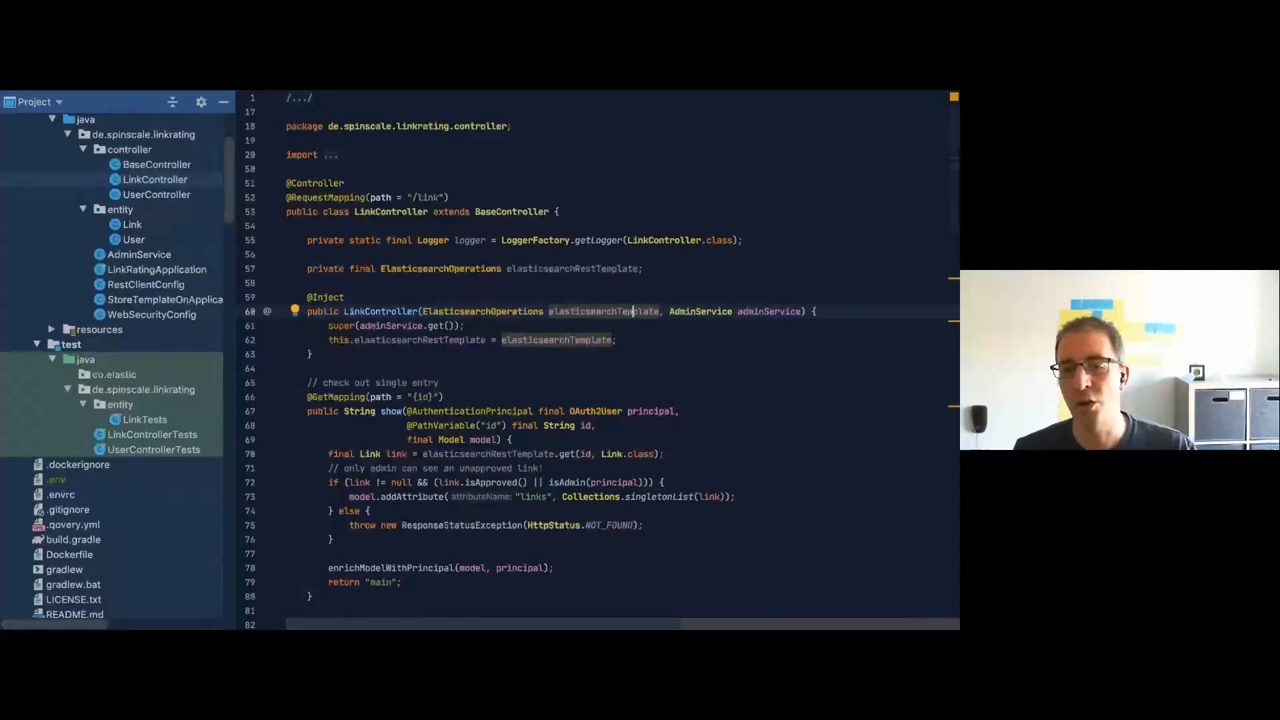 Project
java
de.spinscale.linkrating
controller
BaseController
LinkController
UserController
entity
Link
User
AdminService
LinkRatingApplication
RestClientConfig
StoreTemplateOnApplica
WebSecurityConfig
resources
test
java
co.elastic
de.spinscale.linkrating
entity
LinkTests
LinkControllerTests
UserControllerTests
.dockerignore
.env
.envrc
.gitignore
.qovery.yml
build.gradle
Dockerfile
gradlew
gradlew.bat
LICENSE.txt
README.md
1 /.../
17
18 package de.spinscale.linkrating.controller;
19
20 import ...
50
51 @Controller
52 @RequestMapping(path = "/link")
53 public class LinkController extends BaseController {
54
55 private static final Logger logger = LoggerFactory.getLogger(LinkController.class);
56
57 private final ElasticsearchOperations elasticsearchRestTemplate;
58
59 @Inject
60 @ public LinkController(ElasticsearchOperations elasticsearchTemplate, AdminService adminService) {
61 super(adminService.get());
62 this.elasticsearchRestTemplate = elasticsearchTemplate;
63 }
64
65 // check out single entry
66 @GetMapping(path = "{id}")
67 public String show(@AuthenticationPrincipal final OAuth2User principal,
68 @PathVariable("id") final String id,
69 final Model model) {
70 final Link link = elasticsearchRestTemplate.get(id, Link.class);
71 // only admin can see an unapproved link!
72 if (link != null && (link.isApproved() || isAdmin(principal))) {
73 model.addAttribute( attributeName: "links", Collections.singletonList(link));
74 } else {
75 throw new ResponseStatusException(HttpStatus.NOT_FOUND);
76 }
77
78 enrichModelWithPrincipal(model, principal);
79 return "main";
80 }
81
82